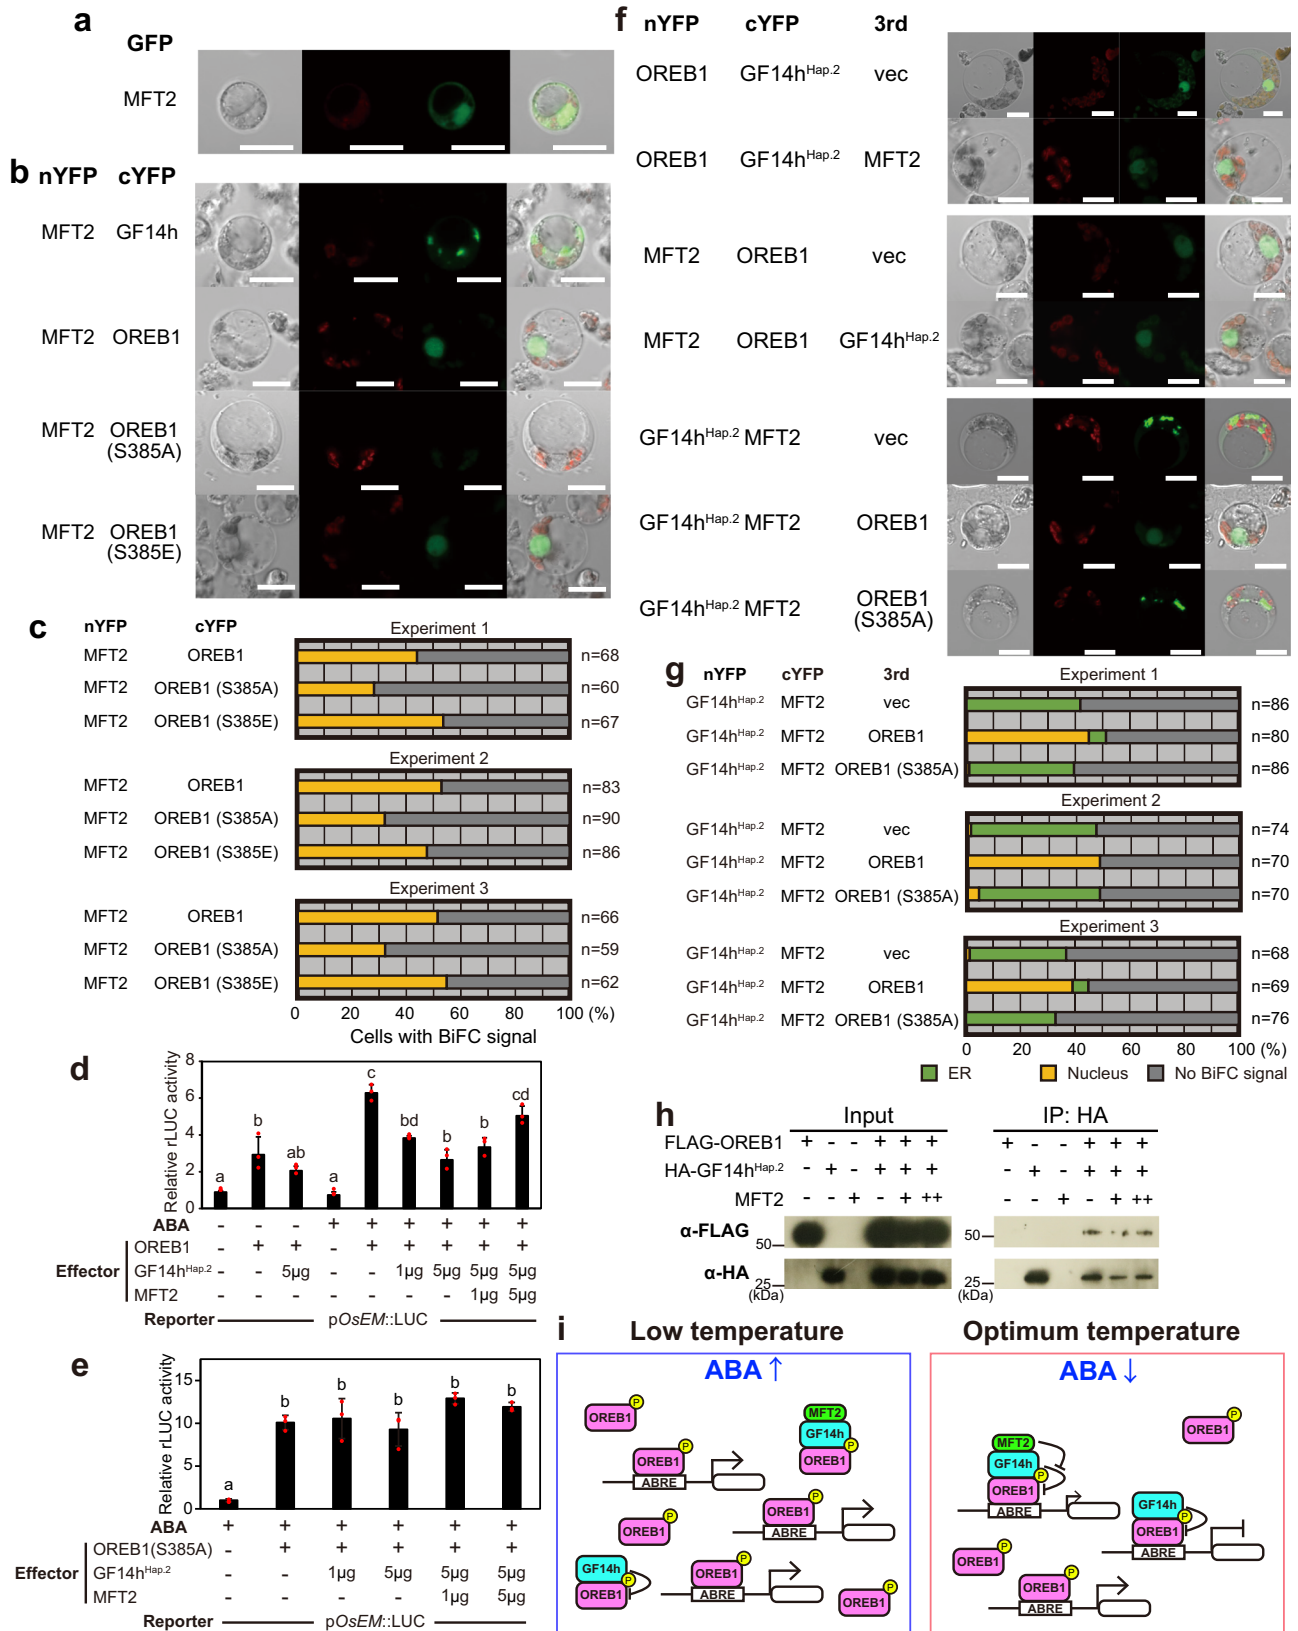 a
GFP
MFT2
b nYFP cYFP
MFT2 GF14h
MFT2 OREB1
MFT2 OREB1
(S385A)
MFT2 OREB1
(S385E)
c nYFP cYFP
Experiment 1
MFT2 OREB1 n=68
MFT2 OREB1 (S385A) n=60
MFT2 OREB1 (S385E) n=67
Experiment 2
MFT2 OREB1 n=83
MFT2 OREB1 (S385A) n=90
MFT2 OREB1 (S385E) n=86
Experiment 3
MFT2 OREB1 n=66
MFT2 OREB1 (S385A) n=59
MFT2 OREB1 (S385E) n=62
0 20 40 60 80 100 (%)
Cells with BiFC signal
d
Relative rLUC activity
8
6
4
2
0
a b ab a c bd b b cd
ABA - - - + + + + + +
Effector
OREB1 - + + - + + + + +
GF14hHap.2 - - 5μg - - 1μg 5μg 5μg 5μg
MFT2 - - - - - - - 1μg 5μg
Reporter pOsEM::LUC
e
Relative rLUC activity
15
10
5
0
a b b b b b
ABA + + + + + +
Effector
OREB1(S385A) - + + + + +
GF14hHap.2 - - 1μg 5μg 5μg 5μg
MFT2 - - - - 1μg 5μg
Reporter pOsEM::LUC
f nYFP cYFP 3rd
OREB1 GF14hHap.2 vec
OREB1 GF14hHap.2 MFT2
MFT2 OREB1 vec
MFT2 OREB1 GF14hHap.2
GF14hHap.2 MFT2 vec
GF14hHap.2 MFT2 OREB1
GF14hHap.2 MFT2 OREB1
(S385A)
g nYFP cYFP 3rd
Experiment 1
GF14hHap.2 MFT2 vec n=86
GF14hHap.2 MFT2 OREB1 n=80
GF14hHap.2 MFT2 OREB1 (S385A) n=86
Experiment 2
GF14hHap.2 MFT2 vec n=74
GF14hHap.2 MFT2 OREB1 n=70
GF14hHap.2 MFT2 OREB1 (S385A) n=70
Experiment 3
GF14hHap.2 MFT2 vec n=68
GF14hHap.2 MFT2 OREB1 n=69
GF14hHap.2 MFT2 OREB1 (S385A) n=76
0 20 40 60 80 100 (%)
ER Nucleus No BiFC signal
h
Input IP: HA
FLAG-OREB1 + - - + + + + - - + + +
HA-GF14hHap.2 - + - + + + - + - + + +
MFT2 - - + - + ++ - - + - + ++
α-FLAG 50 50
α-HA 25 25
(kDa) (kDa)
i
Low temperature
ABA ↑
OREB1 P
MFT2
GF14h
OREB1 P
OREB1 P
ABRE
OREB1 P
OREB1 P
ABRE
GF14h
OREB1 P
OREB1 P
ABRE
OREB1 P
Optimum temperature
ABA ↓
OREB1 P
MFT2
GF14h
OREB1 P
ABRE
GF14h
OREB1 P
ABRE
OREB1 P
OREB1 P
ABRE